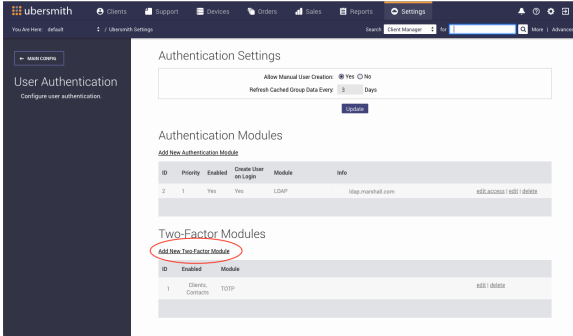 ubersmith Clients Support Devices Orders Sales Reports Settings
You Are Here: default / Ubersmith Settings Search Client Manager for More | Advanced
← MAIN CONFIG
User Authentication
Configure user authentication.
Authentication Settings
Allow Manual User Creation: Yes No
Refresh Cached Group Data Every: 3 Days
Update
Authentication Modules
Add New Authentication Module
ID Priority Enabled Create User on Login Module Info
2 1 Yes Yes LDAP ldap.marshall.com edit access | edit | delete
Two-Factor Modules
Add New Two-Factor Module
ID Enabled Module
1 Clients, Contacts TOTP edit | delete